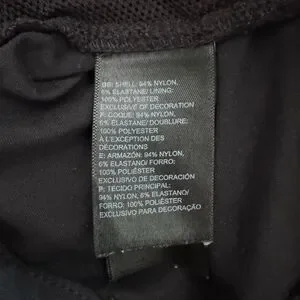 GB: SHELL: 94% NYLON,
6% ELASTANE/ LINING:
100% POLYESTER
EXCLUSIVE OF DECORATION
F: COQUE: 94% NYLON,
6% ELASTANE/ DOUBLURE:
100% POLYESTER
À L'EXCEPTION DES
DÉCORATIONS
E: ARMAZÓN: 94% NYLON,
6% ELASTANO/ FORRO:
100% POLIÉSTER
EXCLUSIVO DE DECORACIÓN
P: TECIDO PRINCIPAL:
94% NYLON, 6% ELASTANO/
FORRO: 100% POLIÉSTER
EXCLUSIVO PARA DECORAÇÃO